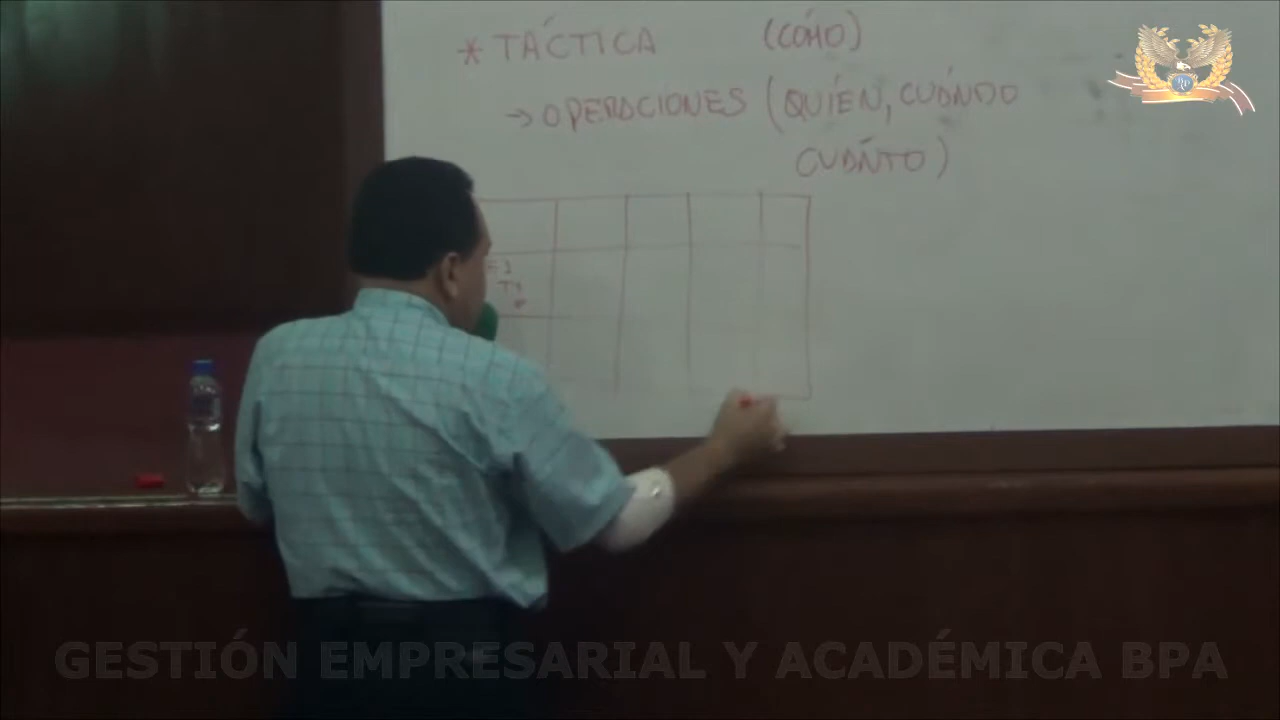 * TÁCTICA (CÓMO)
→ OPERACIONES (QUIÉN, CUÁNDO
CUÁNTO)
GESTIÓN EMPRESARIAL Y ACADÉMICA BPA